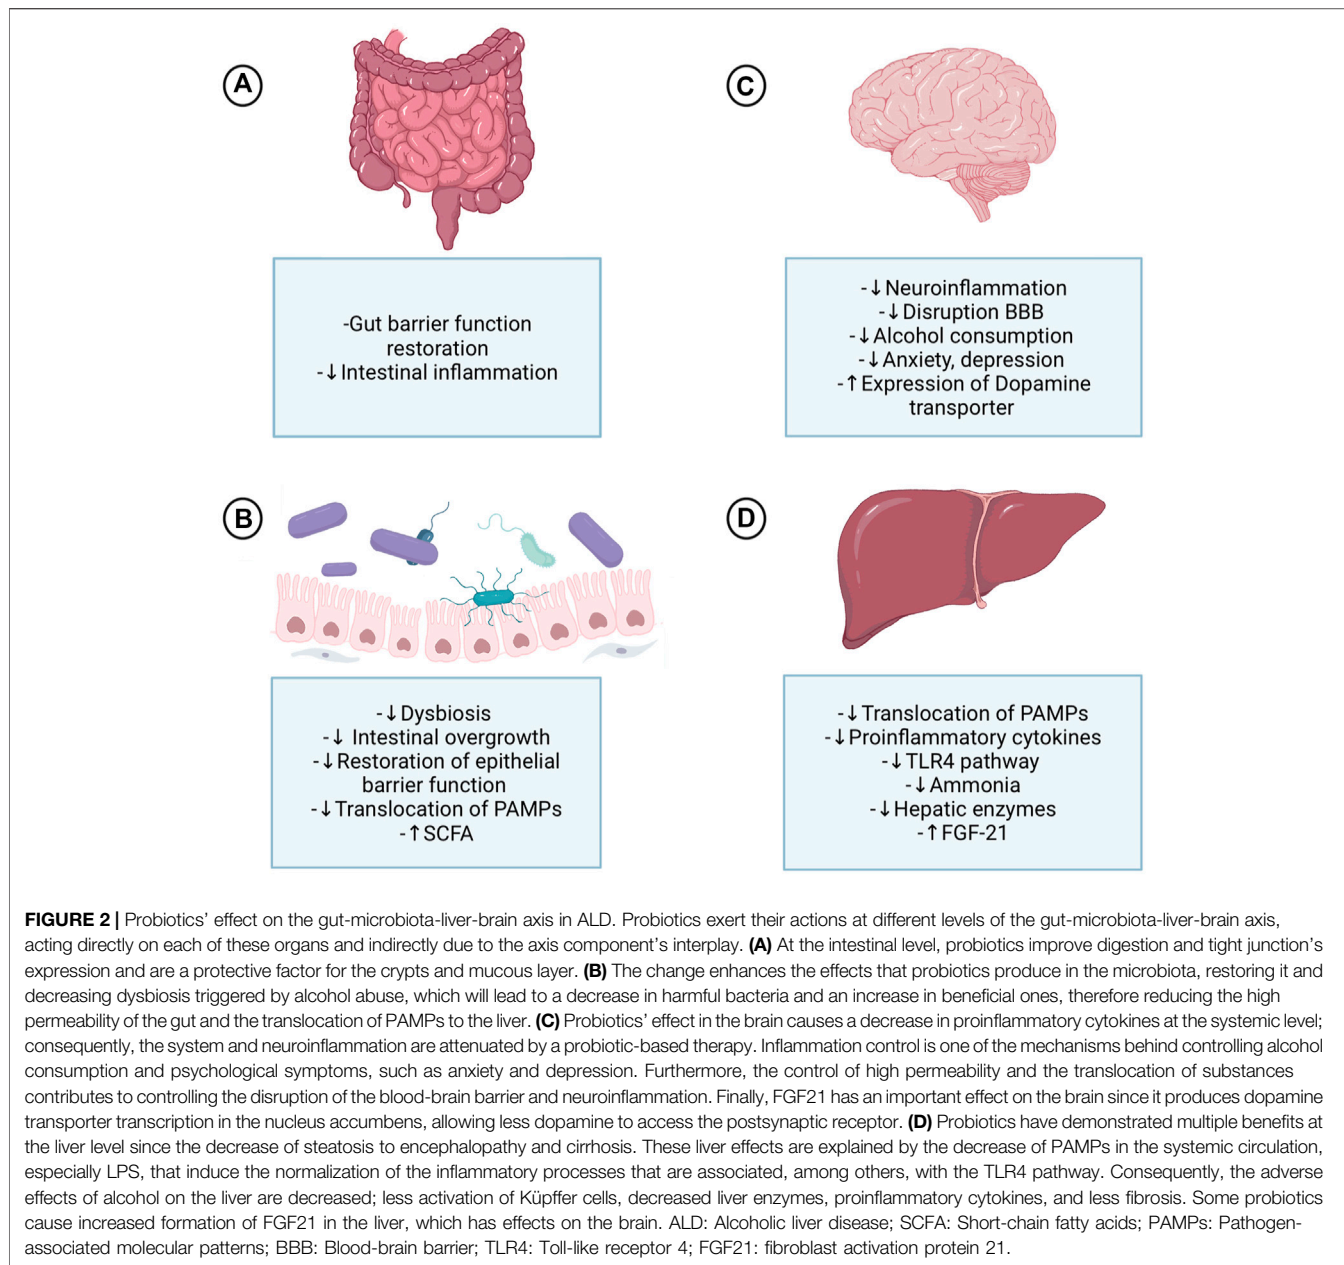 A
-Gut barrier function
restoration
-↓Intestinal inflammation
C
-↓Neuroinflammation
-↓Disruption BBB
-↓Alcohol consumption
-↓Anxiety, depression
-↑Expression of Dopamine
transporter
B
-↓Dysbiosis
-↓ Intestinal overgrowth
-↓Restoration of epithelial
barrier function
-↓Translocation of PAMPs
-↑SCFA
D
-↓Translocation of PAMPs
-↓Proinflammatory cytokines
-↓TLR4 pathway
-↓Ammonia
-↓Hepatic enzymes
-↑FGF-21
FIGURE 2 | Probiotics’ effect on the gut-microbiota-liver-brain axis in ALD. Probiotics exert their actions at different levels of the gut-microbiota-liver-brain axis,
acting directly on each of these organs and indirectly due to the axis component’s interplay. (A) At the intestinal level, probiotics improve digestion and tight junction’s
expression and are a protective factor for the crypts and mucous layer. (B) The change enhances the effects that probiotics produce in the microbiota, restoring it and
decreasing dysbiosis triggered by alcohol abuse, which will lead to a decrease in harmful bacteria and an increase in beneficial ones, therefore reducing the high
permeability of the gut and the translocation of PAMPs to the liver. (C) Probiotics’ effect in the brain causes a decrease in proinflammatory cytokines at the systemic level;
consequently, the system and neuroinflammation are attenuated by a probiotic-based therapy. Inflammation control is one of the mechanisms behind controlling alcohol
consumption and psychological symptoms, such as anxiety and depression. Furthermore, the control of high permeability and the translocation of substances
contributes to controlling the disruption of the blood-brain barrier and neuroinflammation. Finally, FGF21 has an important effect on the brain since it produces dopamine
transporter transcription in the nucleus accumbens, allowing less dopamine to access the postsynaptic receptor. (D) Probiotics have demonstrated multiple benefits at
the liver level since the decrease of steatosis to encephalopathy and cirrhosis. These liver effects are explained by the decrease of PAMPs in the systemic circulation,
especially LPS, that induce the normalization of the inflammatory processes that are associated, among others, with the TLR4 pathway. Consequently, the adverse
effects of alcohol on the liver are decreased; less activation of Küpffer cells, decreased liver enzymes, proinflammatory cytokines, and less fibrosis. Some probiotics
cause increased formation of FGF21 in the liver, which has effects on the brain. ALD: Alcoholic liver disease; SCFA: Short-chain fatty acids; PAMPs: Pathogen-
associated molecular patterns; BBB: Blood-brain barrier; TLR4: Toll-like receptor 4; FGF21: fibroblast activation protein 21.